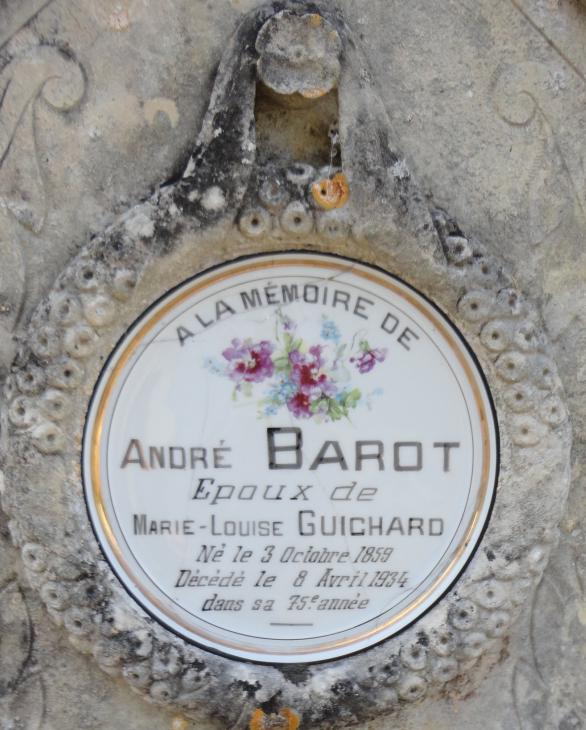 A LA MÉMOIRE DE
ANDRÉ BAROT
Epoux de
MARIE-LOUISE GUICHARD
Né le 3 Octobre 1859
Décédé le 8 Avril 1934
dans sa 75e année